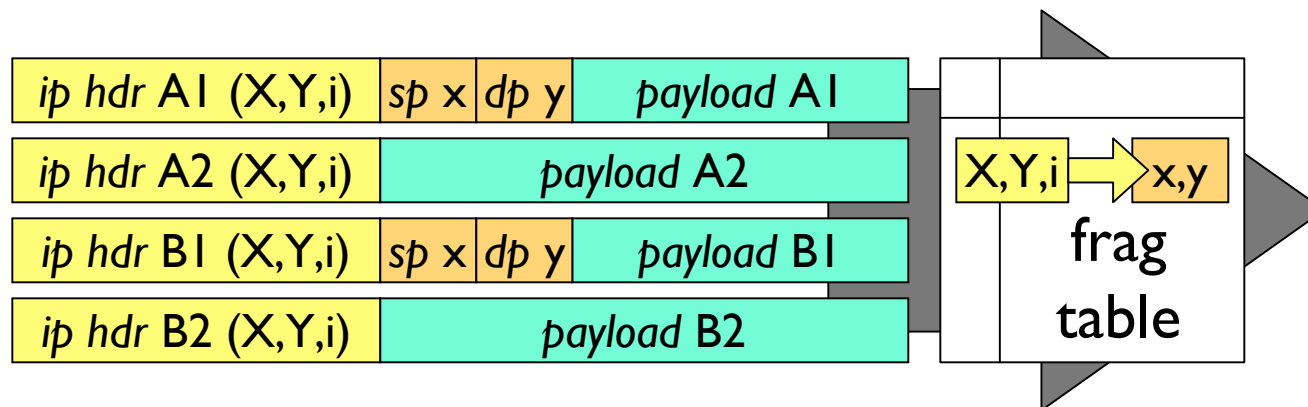 ip hdr A1 (X,Y,i) sp x dp y payload A1
ip hdr A2 (X,Y,i) payload A2
ip hdr B1 (X,Y,i) sp x dp y payload B1
ip hdr B2 (X,Y,i) payload B2
X,Y,i x,y
frag
table